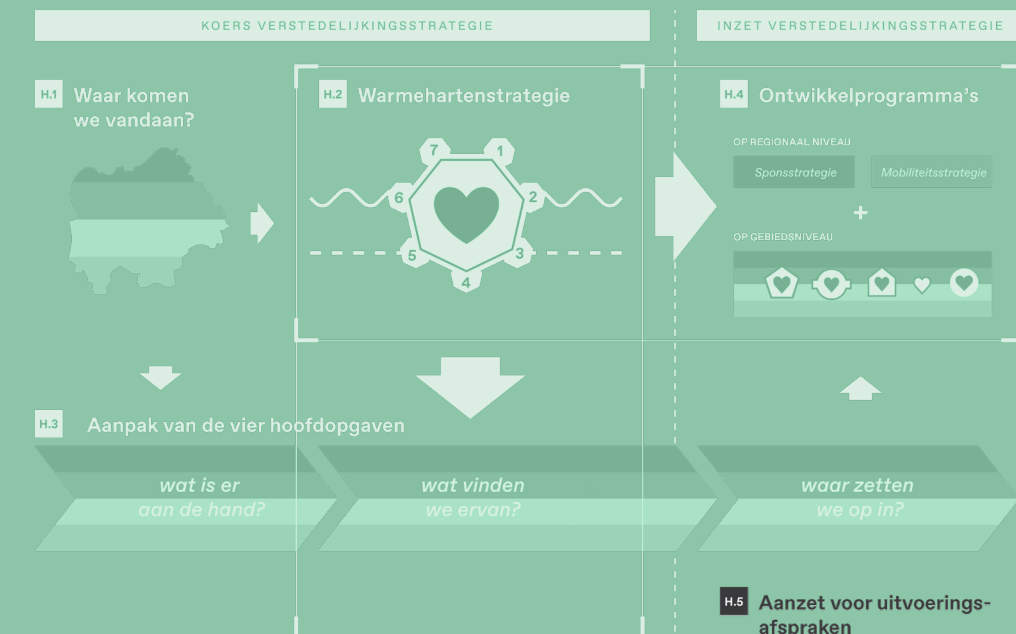 KOERS VERSTEDELIJKINGSSTRATEGIE
INZET VERSTEDELIJKINGSSTRATEGIE
H.1 Waar komen
we vandaan?
H.2 Warmehartenstrategie
7 1
6 2
5 3
4
H.4 Ontwikkelprogramma's
OP REGIONAAL NIVEAU
Sponsstrategie Mobiliteitsstrategie
+
OP GEBIEDSNIVEAU
H.3 Aanpak van de vier hoofdopgaven
wat is er
aan de hand?
wat vinden
we ervan?
waar zetten
we op in?
H.5 Aanzet voor uitvoerings-
afspraken